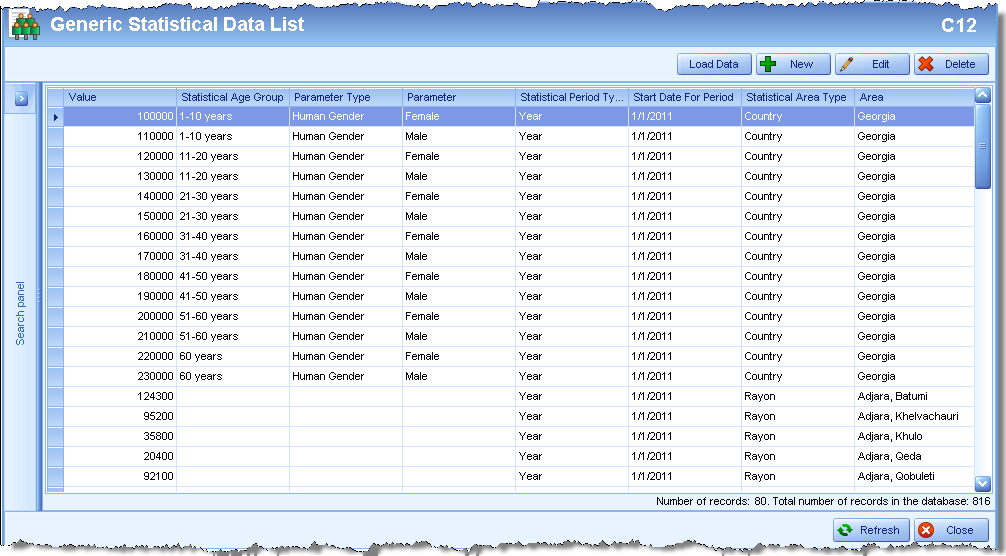 Generic Statistical Data List C12
Load Data New Edit Delete
Value Statistical Age Group Parameter Type Parameter Statistical Period Ty... Start Date For Period Statistical Area Type Area
100000 1-10 years Human Gender Female Year 1/1/2011 Country Georgia
110000 1-10 years Human Gender Male Year 1/1/2011 Country Georgia
120000 11-20 years Human Gender Female Year 1/1/2011 Country Georgia
130000 11-20 years Human Gender Male Year 1/1/2011 Country Georgia
140000 21-30 years Human Gender Female Year 1/1/2011 Country Georgia
150000 21-30 years Human Gender Male Year 1/1/2011 Country Georgia
160000 31-40 years Human Gender Female Year 1/1/2011 Country Georgia
170000 31-40 years Human Gender Male Year 1/1/2011 Country Georgia
180000 41-50 years Human Gender Female Year 1/1/2011 Country Georgia
190000 41-50 years Human Gender Male Year 1/1/2011 Country Georgia
200000 51-60 years Human Gender Female Year 1/1/2011 Country Georgia
210000 51-60 years Human Gender Male Year 1/1/2011 Country Georgia
220000 60 years Human Gender Female Year 1/1/2011 Country Georgia
230000 60 years Human Gender Male Year 1/1/2011 Country Georgia
124300 Year 1/1/2011 Rayon Adjara, Batumi
95200 Year 1/1/2011 Rayon Adjara, Khelvachauri
35800 Year 1/1/2011 Rayon Adjara, Khulo
20400 Year 1/1/2011 Rayon Adjara, Qeda
92100 Year 1/1/2011 Rayon Adjara, Qobuleti
Search panel
Number of records: 80. Total number of records in the database: 816
Refresh Close